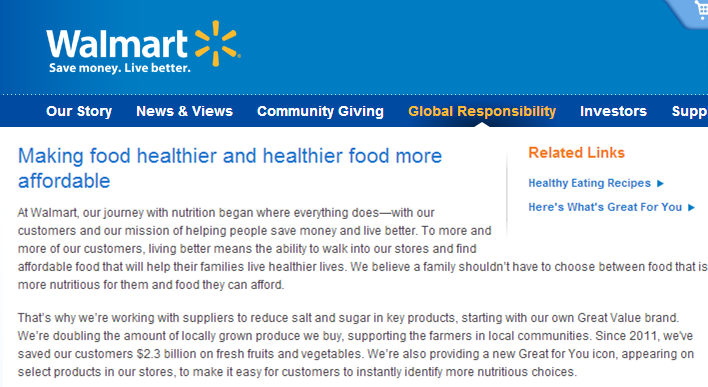 Walmart
Save money. Live better.
Our Story News & Views Community Giving Global Responsibility Investors Supp
Making food healthier and healthier food more
affordable
Related Links
Healthy Eating Recipes
Here's What's Great For You
At Walmart, our journey with nutrition began where everything does—with our
customers and our mission of helping people save money and live better. To more and
more of our customers, living better means the ability to walk into our stores and find
affordable food that will help their families live healthier lives. We believe a family shouldn't have to choose between food that is
more nutritious for them and food they can afford.
That's why we're working with suppliers to reduce salt and sugar in key products, starting with our own Great Value brand.
We're doubling the amount of locally grown produce we buy, supporting the farmers in local communities. Since 2011, we've
saved our customers $2.3 billion on fresh fruits and vegetables. We're also providing a new Great for You icon, appearing on
select products in our stores, to make it easy for customers to instantly identify more nutritious choices.